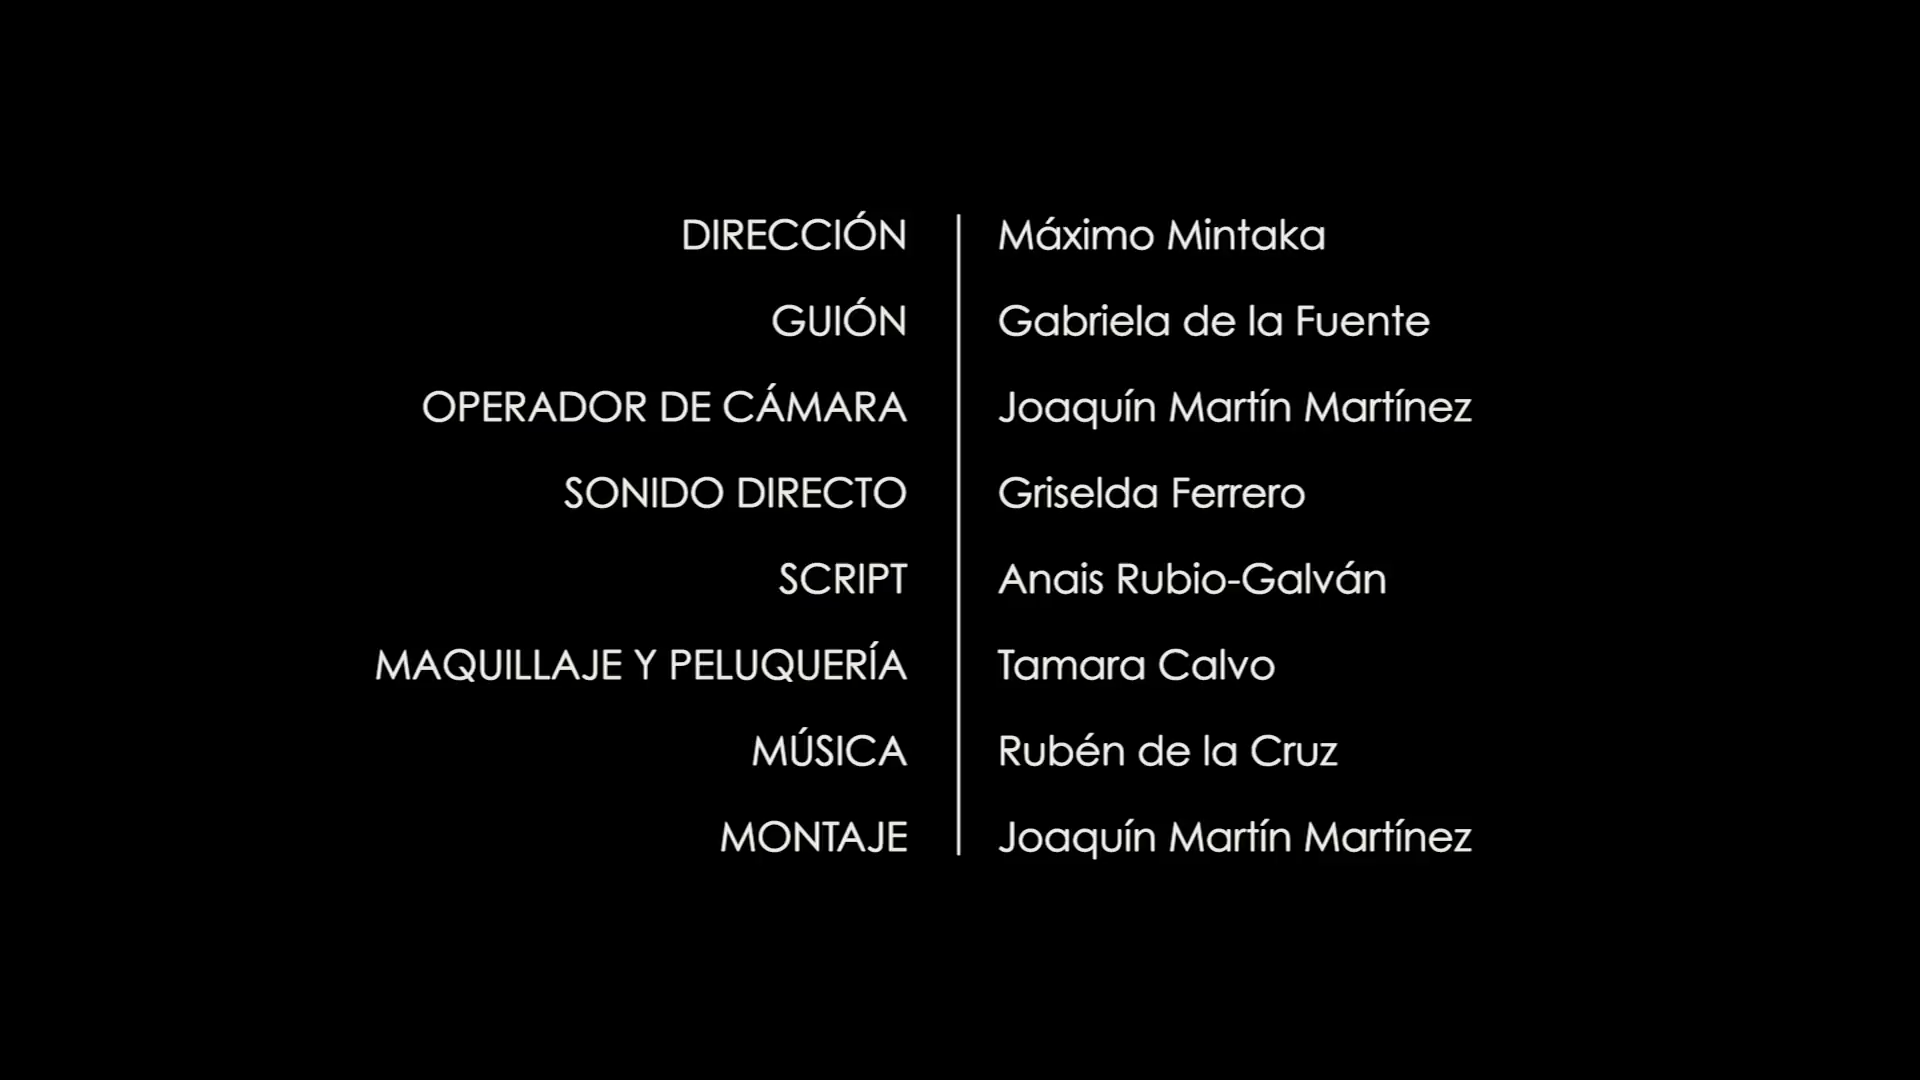 DIRECCIÓN Máximo Mintaka
GUIÓN Gabriela de la Fuente
OPERADOR DE CÁMARA Joaquín Martín Martínez
SONIDO DIRECTO Griselda Ferrero
SCRIPT Anais Rubio-Galván
MAQUILLAJE Y PELUQUERÍA Tamara Calvo
MÚSICA Rubén de la Cruz
MONTAJE Joaquín Martín Martínez